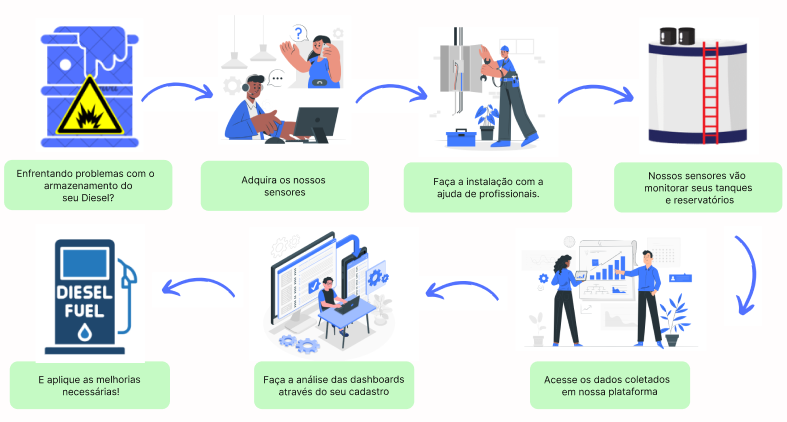 Enfrentando problemas com o
armazenamento do
seu Diesel?
?
Adquira os nossos
sensores
Faça a instalação com a
ajuda de profissionais.
Nossos sensores vão
monitorar seus tanques
e reservatórios
DIESEL
FUEL
E aplique as melhorias
necessárias!
Faça a análise das dashboards
através do seu cadastro
Acesse os dados coletados
em nossa plataforma